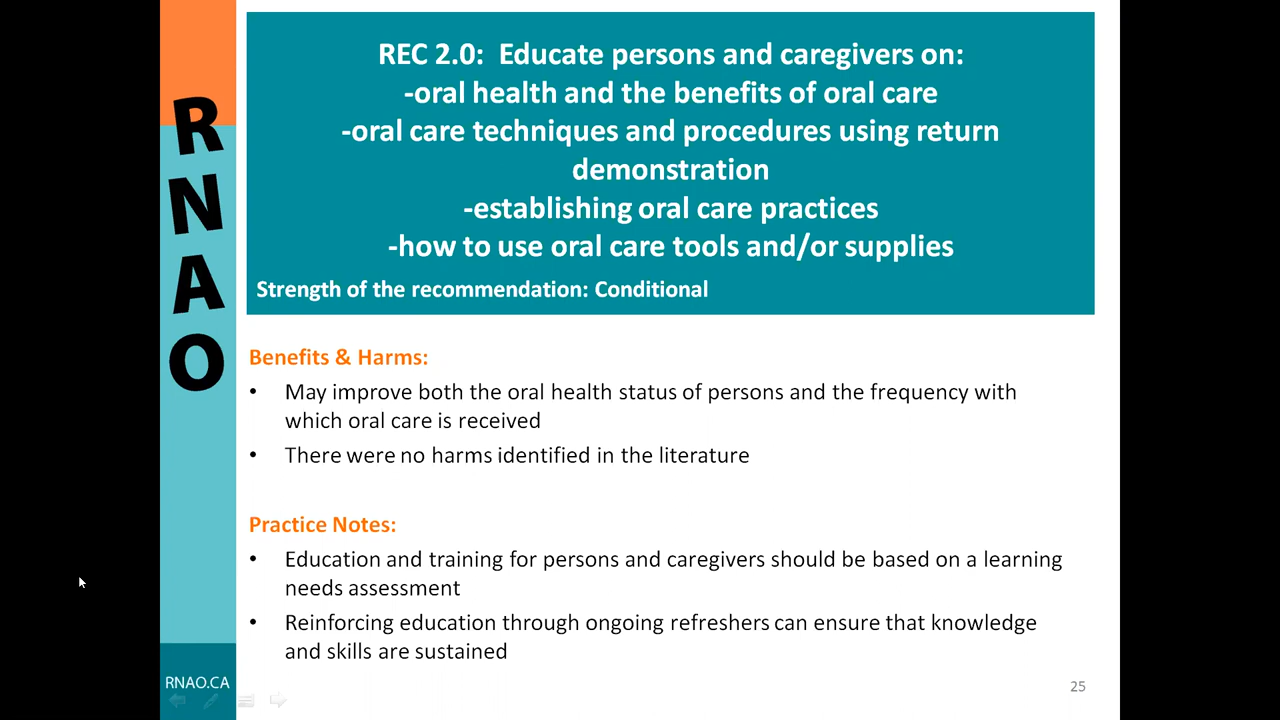 R
N
A
O
REC 2.0: Educate persons and caregivers on:
-oral health and the benefits of oral care
-oral care techniques and procedures using return
demonstration
-establishing oral care practices
-how to use oral care tools and/or supplies
Strength of the recommendation: Conditional
Benefits & Harms:
• May improve both the oral health status of persons and the frequency with
which oral care is received
• There were no harms identified in the literature
Practice Notes:
• Education and training for persons and caregivers should be based on a learning
needs assessment
• Reinforcing education through ongoing refreshers can ensure that knowledge
and skills are sustained
RNAO.CA
25